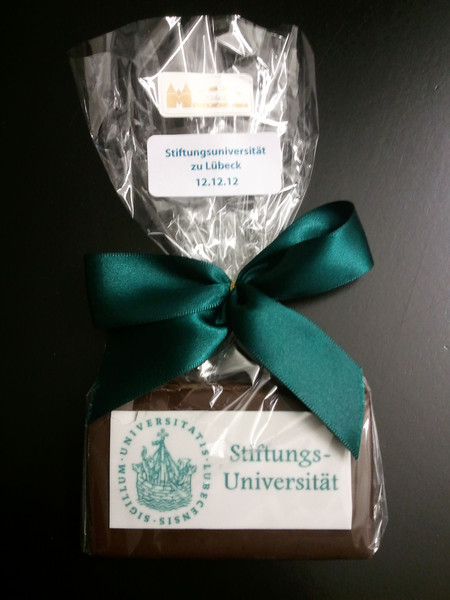 Stiftungsuniversität
zu Lübeck
12.12.12
SIGILLUM · UNIVERSITATIS · LUBECENSIS ·
Stiftungs-
Universität